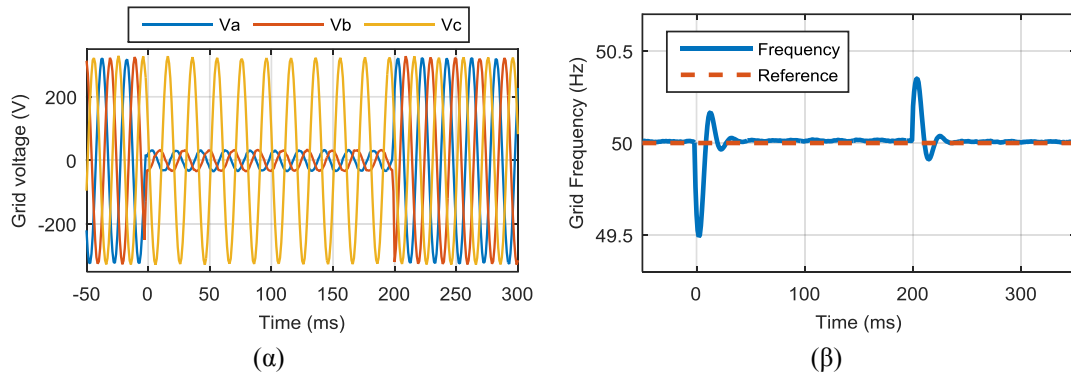 Va Vb Vc
Grid voltage (V)
200
0
-200
-50 0 50 100 150 200 250 300
Time (ms)
(α)
Frequency
Reference
Grid Frequency (Hz)
50.5
50
49.5
0 100 200 300
Time (ms)
(β)